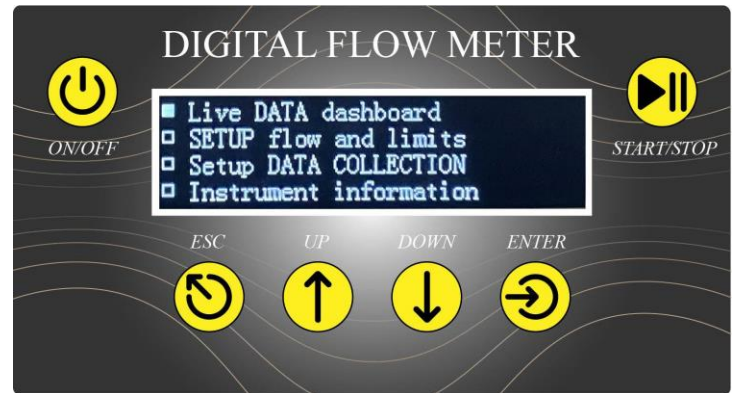 DIGITAL FLOW METER
ON/OFF
Live DATA dashboard
SETUP flow and limits
Setup DATA COLLECTION
Instrument information
START/STOP
ESC UP DOWN ENTER